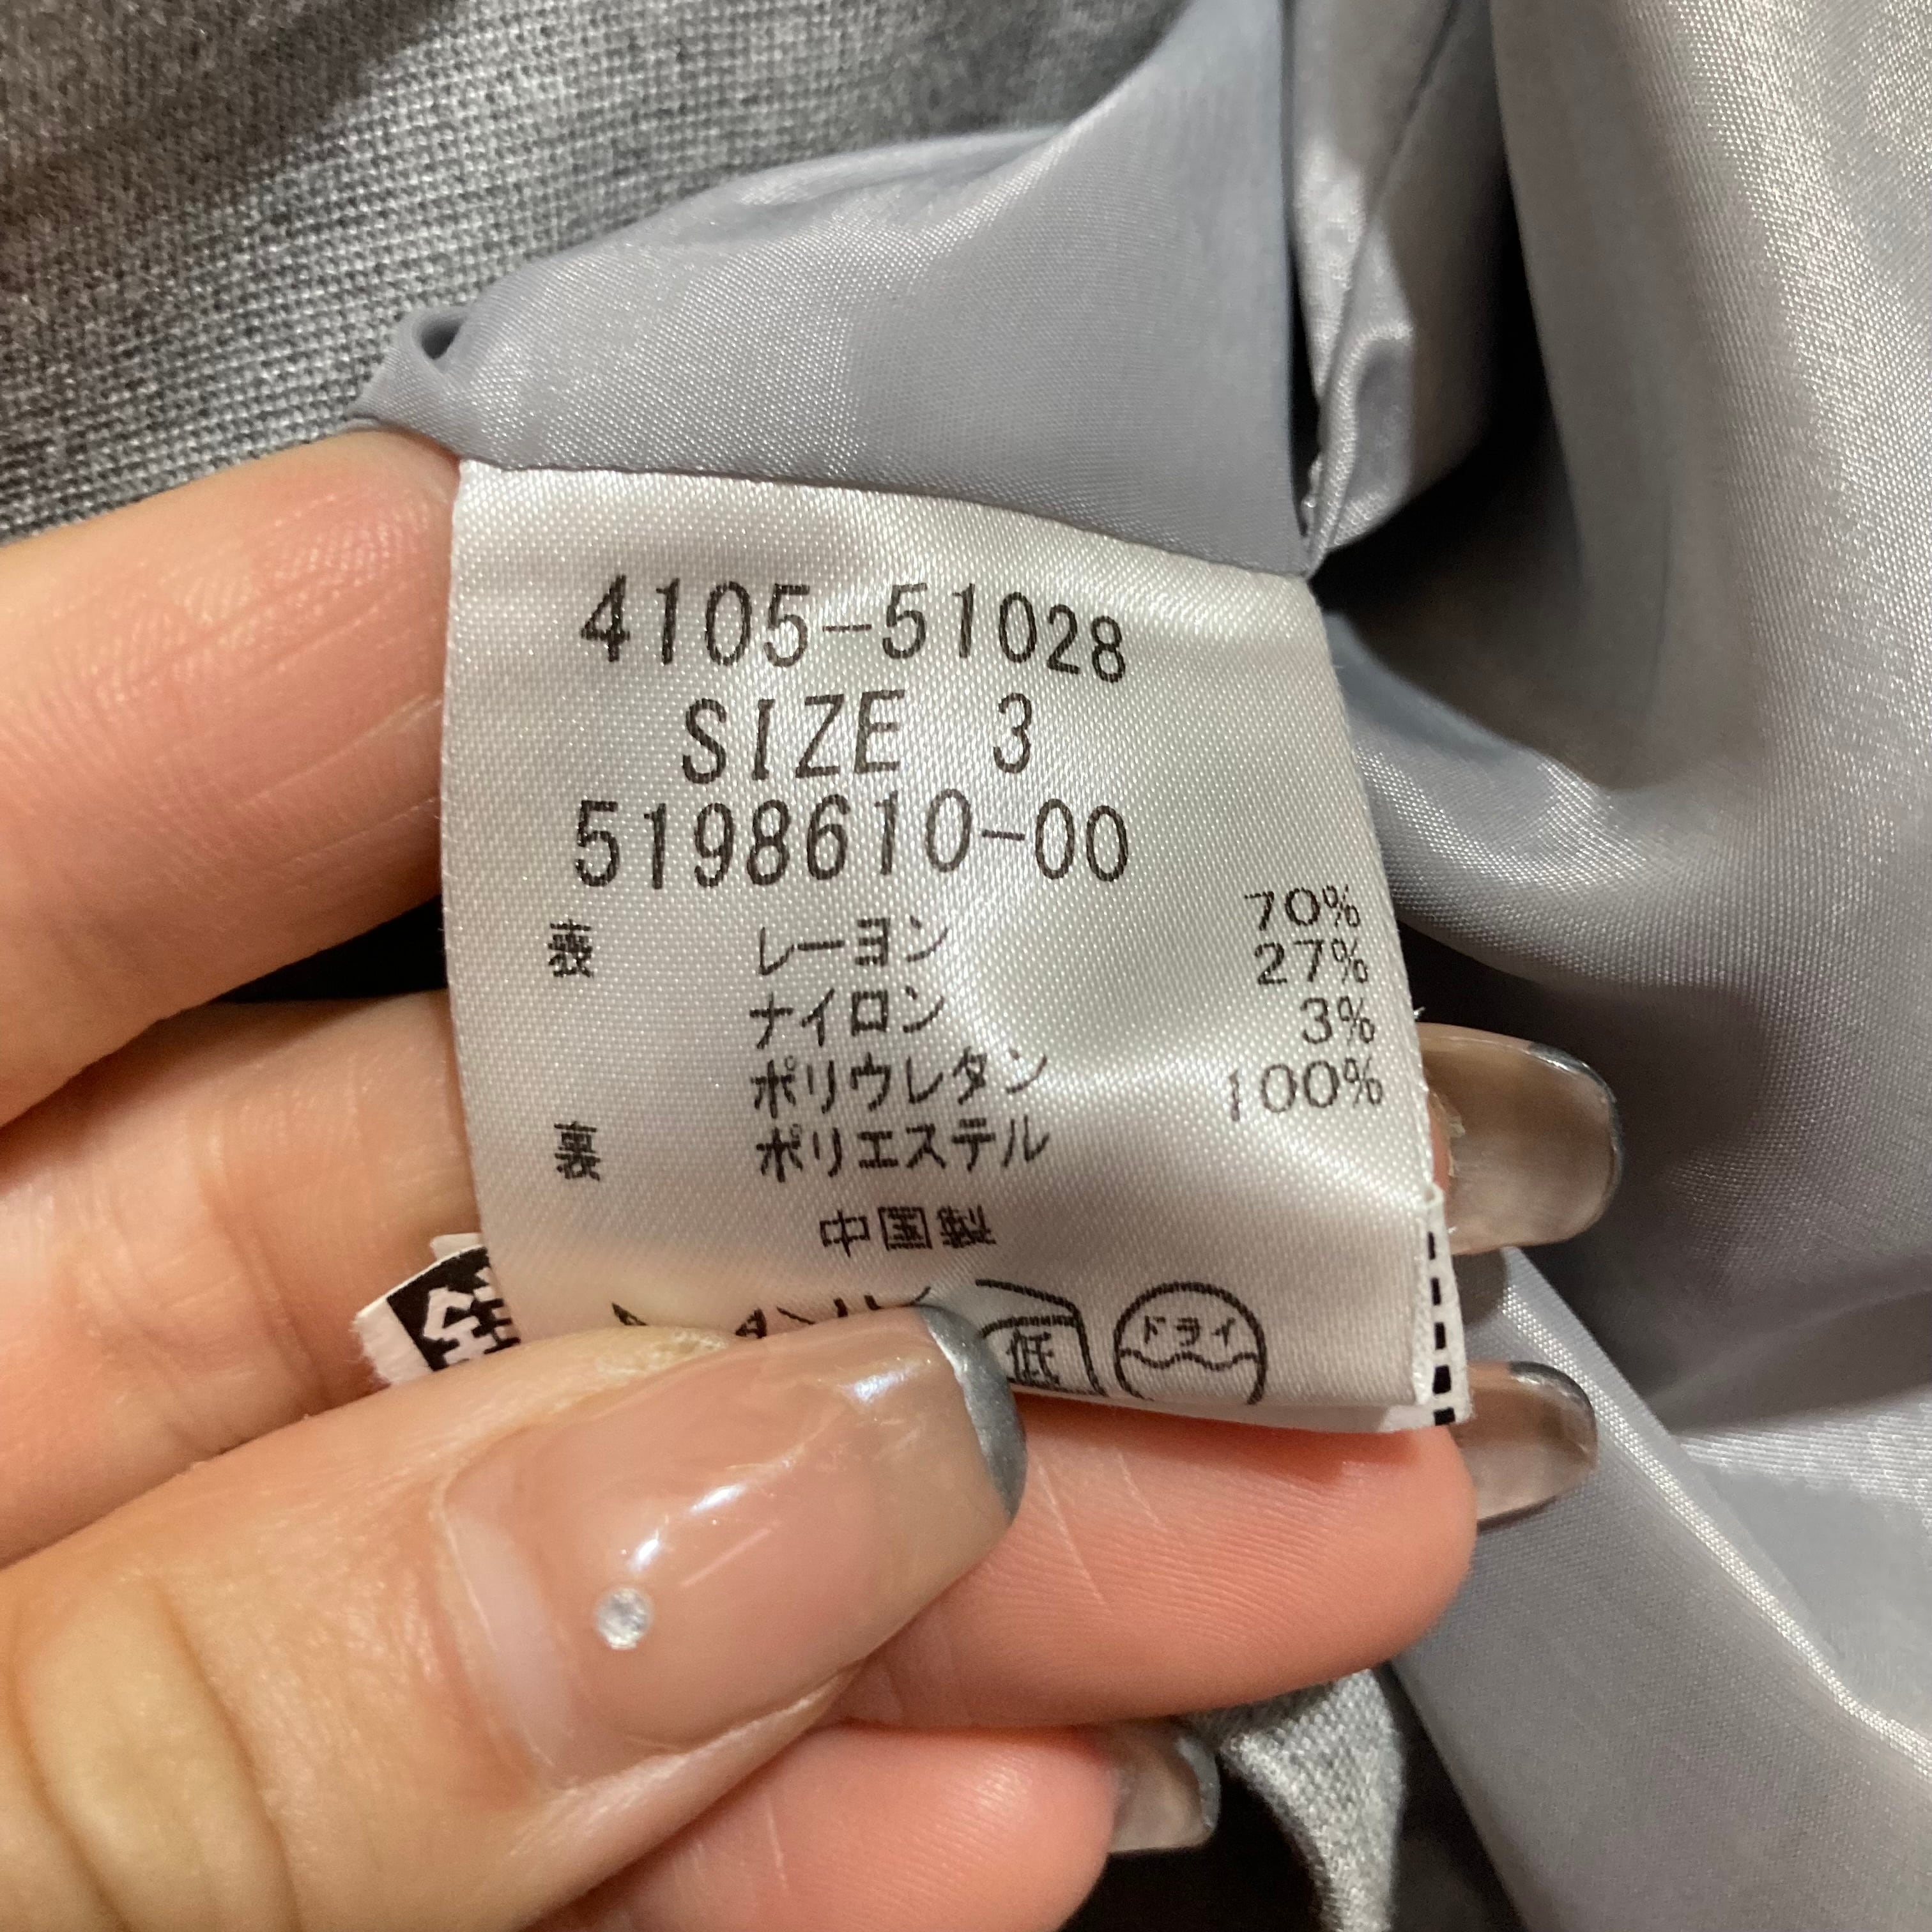 4105-51028
SIZE 3
5198610-00
表 レーヨン 70%
ナイロン 27%
ポリウレタン 3%
裏 ポリエステル 100%
中国製
低 ドライ